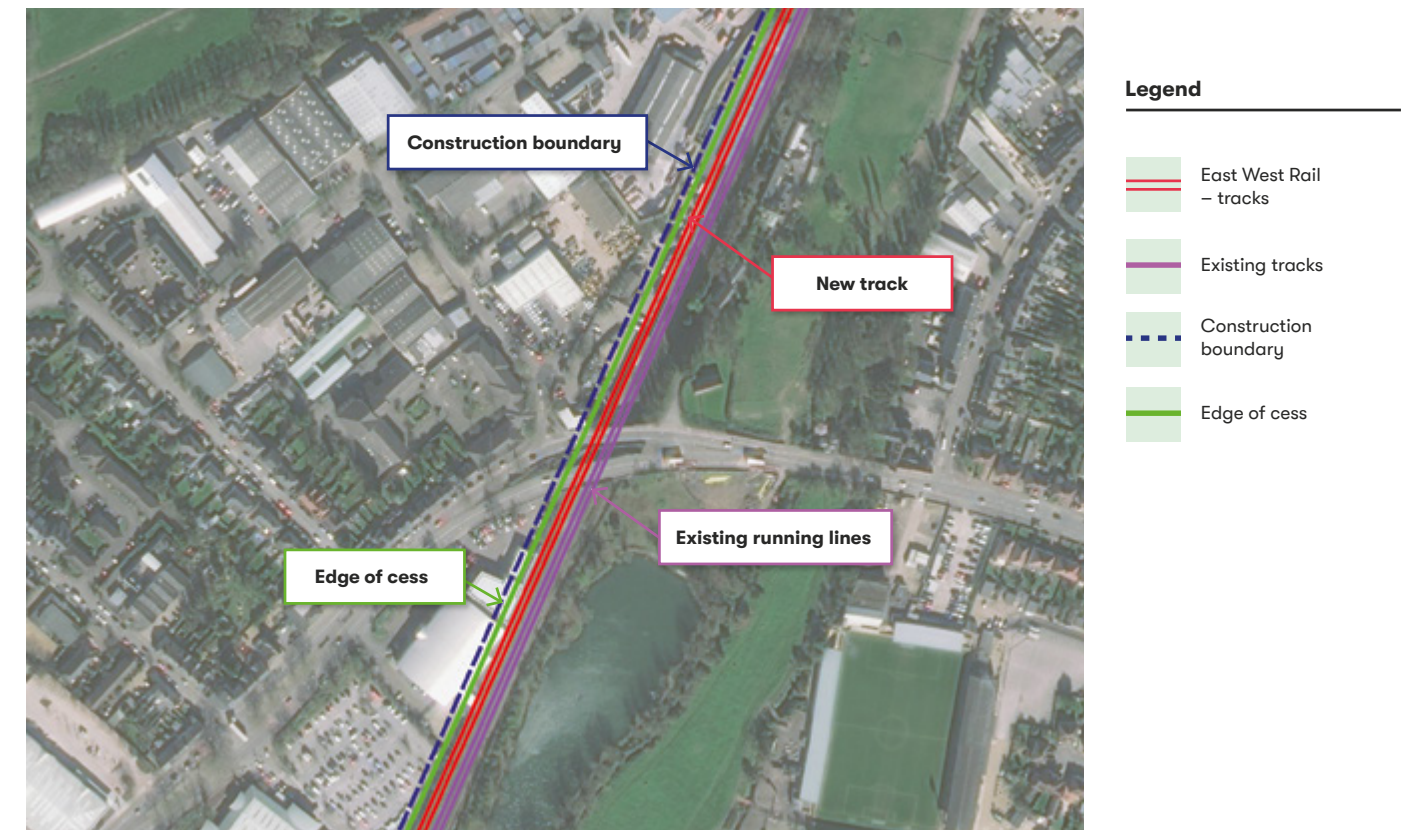 Construction boundary
New track
Existing running lines
Edge of cess
Legend
East West Rail
– tracks
Existing tracks
Construction
boundary
Edge of cess